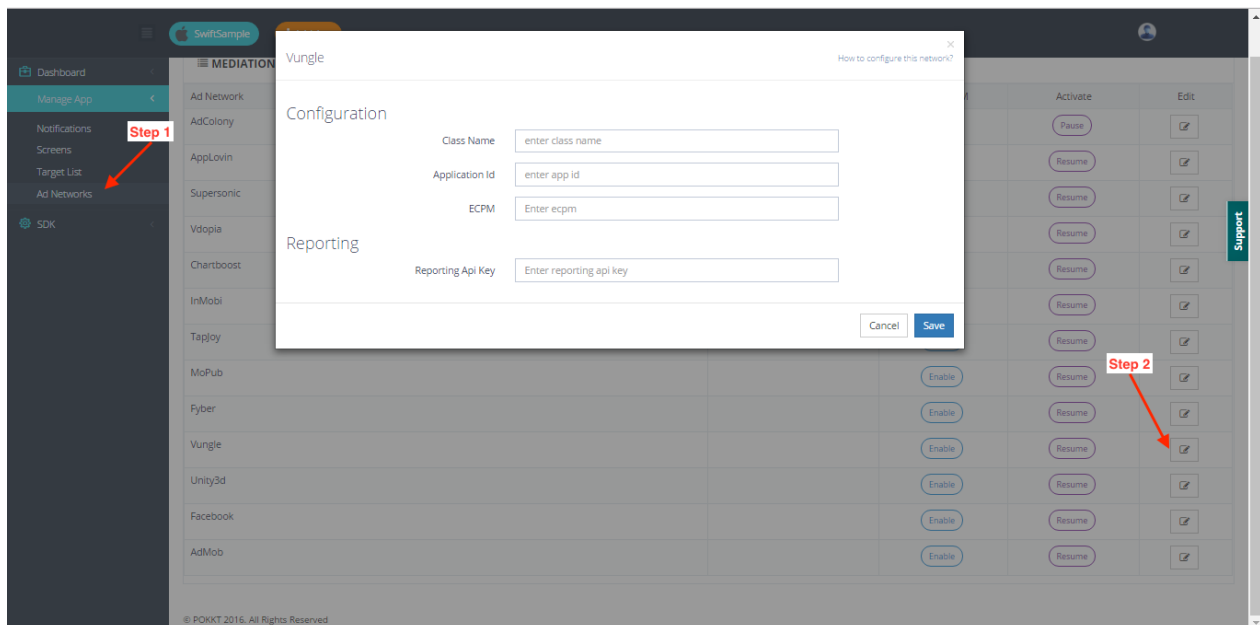 SwiftSample
Dashboard
Manage App
Notifications
Screens
Target List
Ad Networks
SDK
Step 1
MEDIATION
Vungle
×
How to configure this network?
Configuration
Class Name enter class name
Application Id enter app id
ECPM Enter ecpm
Reporting
Reporting Api Key Enter reporting api key
Cancel Save
Ad Network Activate Edit
AdColony Pause
AppLovin Resume
Supersonic Resume
Vdopia Resume
Chartboost Resume
InMobi Resume
TapJoy Resume
MoPub Enable Resume
Fyber Enable Resume
Vungle Enable Resume
Unity3d Enable Resume
Facebook Enable Resume
AdMob Enable Resume
Step 2
Support
© POKKT 2016. All Rights Reserved